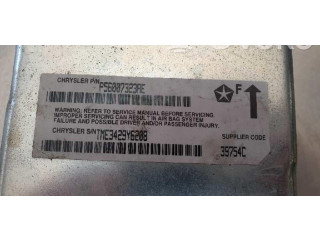 CHRYSLER P/N P56007323AE
F
WARNING: REFER TO SERVICE MANUAL BEFORE SERVICING
IMPROPER SERVICING CAN RESULT IN AIR BAG SYSTEM
FAILURE AND POSSIBLE DRIVER AND/OR PASSENGER INJURY.
CHRYSLER S/N TNE3429Y6208 SUPPLIER CODE
35754C